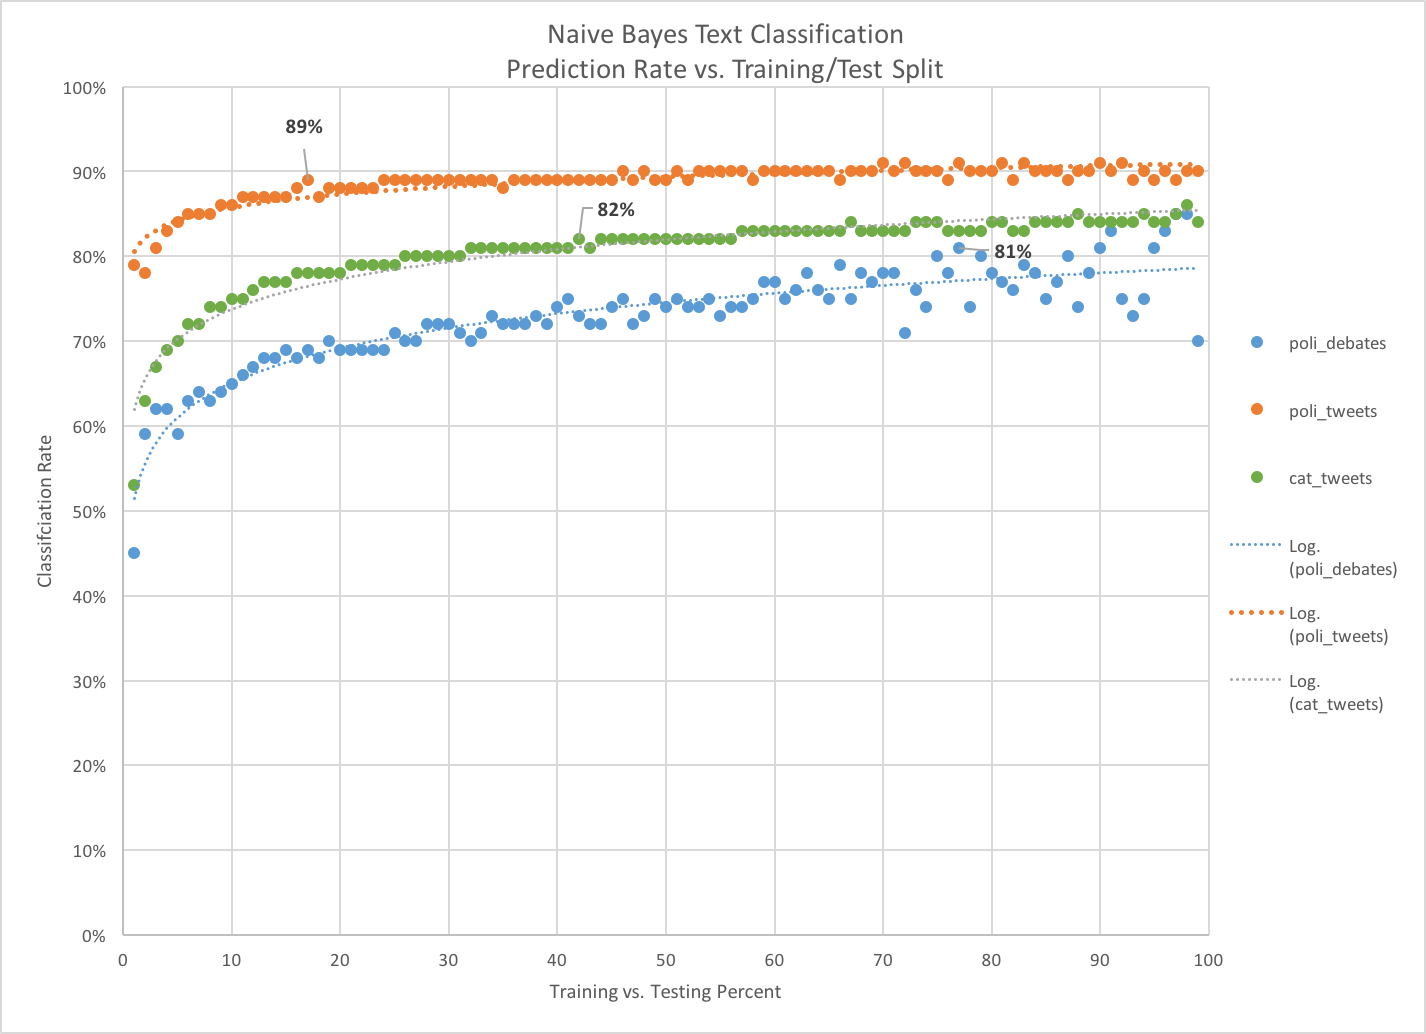 Naive Bayes Text Classification
Prediction Rate vs. Training/Test Split
100%
90%
80%
70%
60%
50%
40%
30%
20%
10%
0%
Classifciation Rate
89%
82%
81%
0 10 20 30 40 50 60 70 80 90 100
Training vs. Testing Percent
poli_debates
poli_tweets
cat_tweets
Log.
(poli_debates)
Log.
(poli_tweets)
Log.
(cat_tweets)